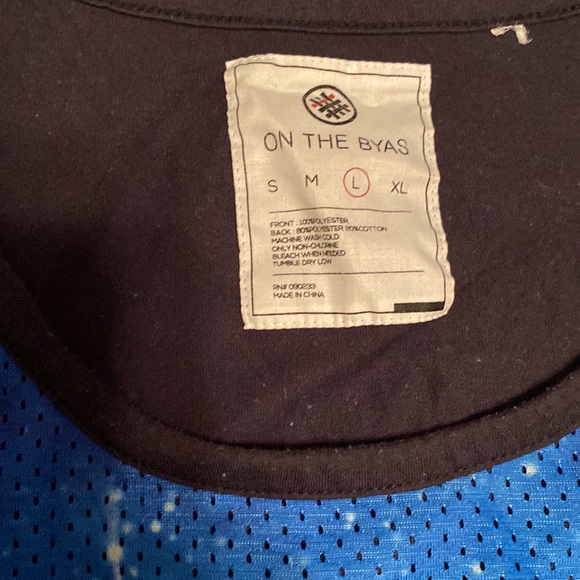 ON THE BYAS
S M L XL
FRONT : 100%POLYESTER
BACK : 80%POLYESTER 20%COTTON
MACHINE WASH COLD
ONLY NON-CHLORINE
BLEACH WHEN NEEDED
TUMBLE DRY LOW
RN# 090233
MADE IN CHINA